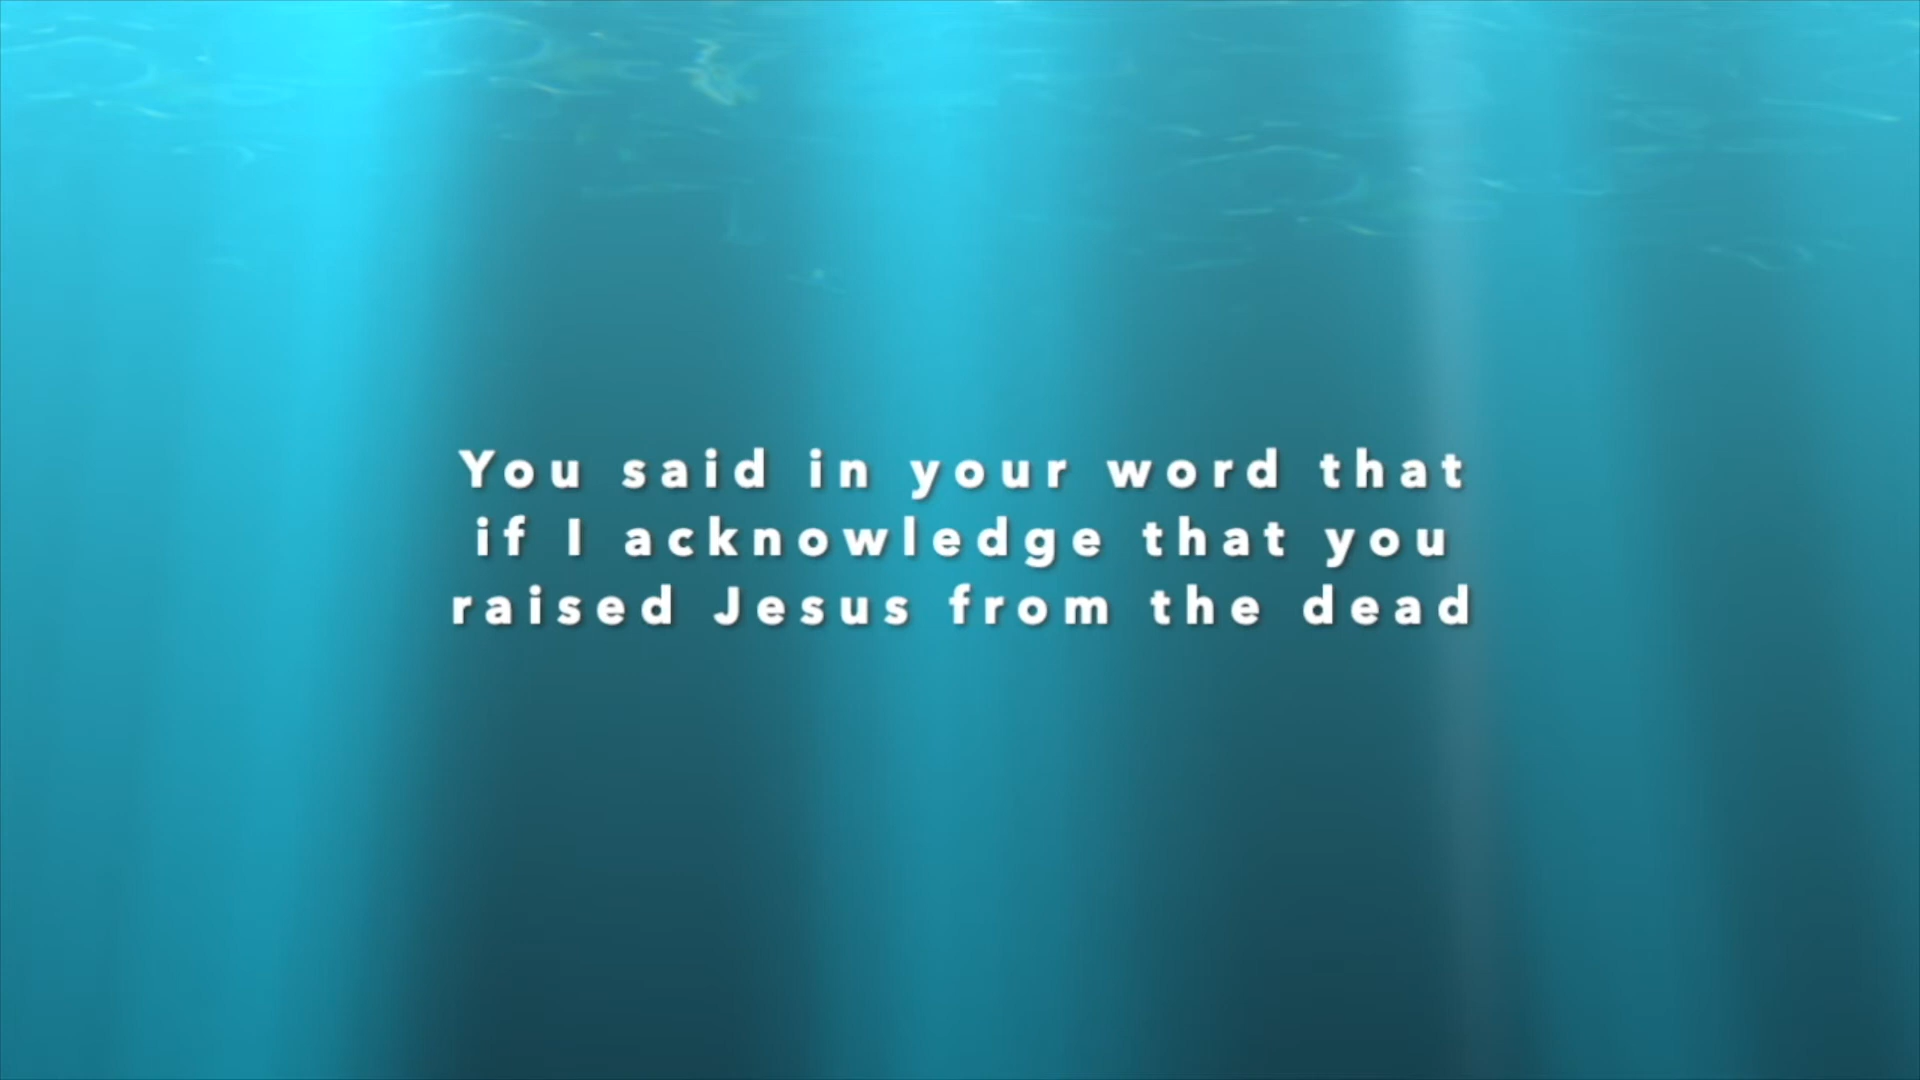 You said in your word that
if I acknowledge that you
raised Jesus from the dead